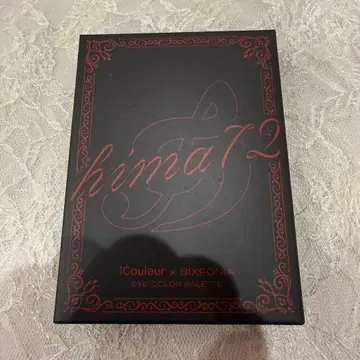 hima72
iCouleur × SIXFONIA
EYE COLOR PALETTE